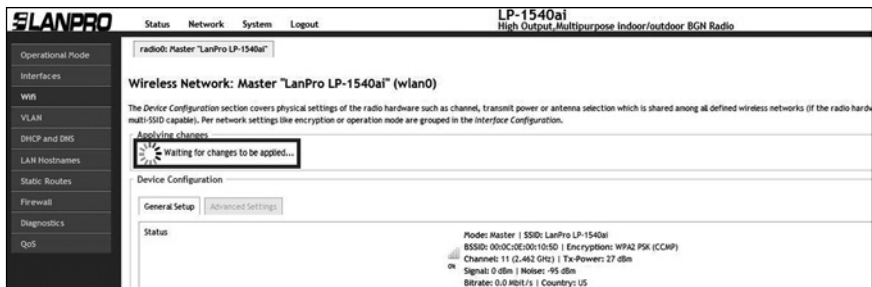 LANPRO
Status Network System Logout
LP-1540ai
High Output,Multipurpose indoor/outdoor BGN Radio
Operational Mode
Interfaces
Wifi
VLAN
DHCP and DNS
LAN Hostnames
Static Routes
Firewall
Diagnostics
QoS
radio0: Master "LanPro LP-1540ai"
Wireless Network: Master "LanPro LP-1540ai" (wlan0)
The Device Configuration section covers physical settings of the radio hardware such as channel, transmit power or antenna selection which is shared among all defined wireless networks (if the radio hardw
multi-SSID capable). Per network settings like encryption or operation mode are grouped in the Interface Configuration.
Applying changes
Waiting for changes to be applied...
Device Configuration
General Setup Advanced Settings
Status
Mode: Master | SSID: LanPro LP-1540ai
BSSID: 00:0C:0E:00:10:5D | Encryption: WPA2 PSK (CCMP)
Channel: 11 (2.462 GHz) | Tx-Power: 27 dBm
Signal: 0 dBm | Noise: -95 dBm
Bitrate: 0.0 Mbit/s | Country: US